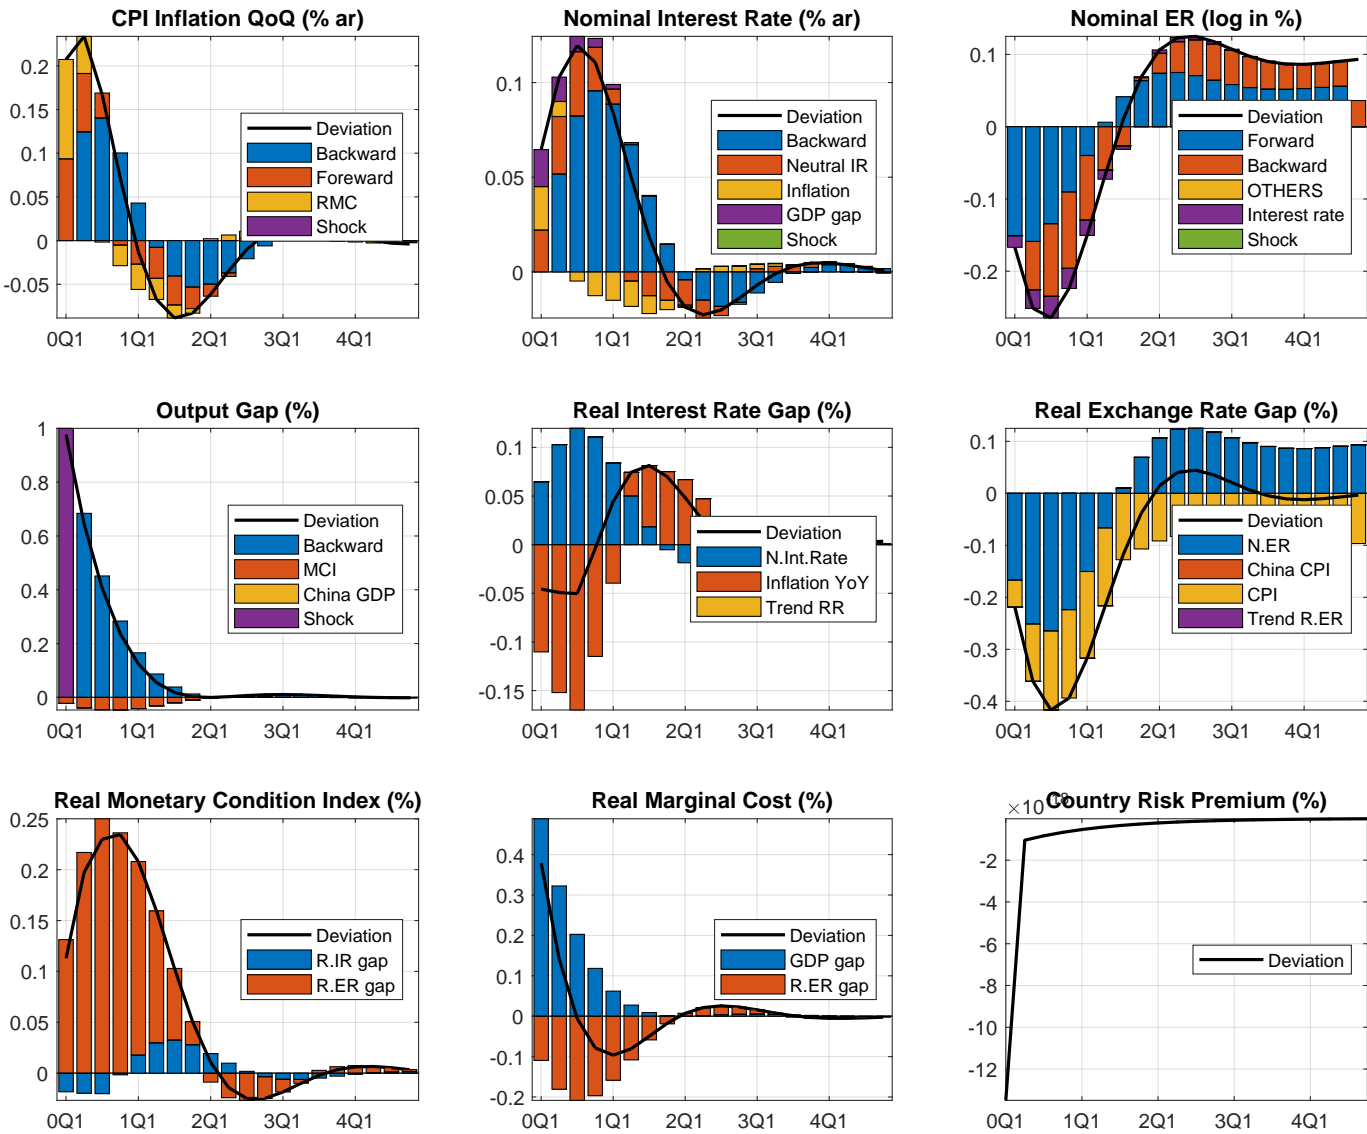 CPI Inflation QoQ (% ar)
0.2
0.15
0.1
0.05
0
-0.05
0Q1 1Q1 2Q1 3Q1 4Q1
Deviation
Backward
Foreward
RMC
Shock
Nominal Interest Rate (% ar)
0.1
0.05
0
0Q1 1Q1 2Q1 3Q1 4Q1
Deviation
Backward
Neutral IR
Inflation
GDP gap
Shock
Nominal ER (log in %)
0.1
0
-0.1
-0.2
0Q1 1Q1 2Q1 3Q1 4Q1
Deviation
Forward
Backward
OTHERS
Interest rate
Shock
Output Gap (%)
1
0.8
0.6
0.4
0.2
0
0Q1 1Q1 2Q1 3Q1 4Q1
Deviation
Backward
MCI
China GDP
Shock
Real Interest Rate Gap (%)
0.1
0.05
0
-0.05
-0.1
-0.15
0Q1 1Q1 2Q1 3Q1 4Q1
Deviation
N.Int.Rate
Inflation YoY
Trend RR
Real Exchange Rate Gap (%)
0.1
0
-0.1
-0.2
-0.3
-0.4
0Q1 1Q1 2Q1 3Q1 4Q1
Deviation
N.ER
China CPI
CPI
Trend R.ER
Real Monetary Condition Index (%)
0.25
0.2
0.15
0.1
0.05
0
0Q1 1Q1 2Q1 3Q1 4Q1
Deviation
R.IR gap
R.ER gap
Real Marginal Cost (%)
0.4
0.3
0.2
0.1
0
-0.1
-0.2
0Q1 1Q1 2Q1 3Q1 4Q1
Deviation
GDP gap
R.ER gap
Country Risk Premium (%)
×10
-2
-4
-6
-8
-10
-12
0Q1 1Q1 2Q1 3Q1 4Q1
Deviation